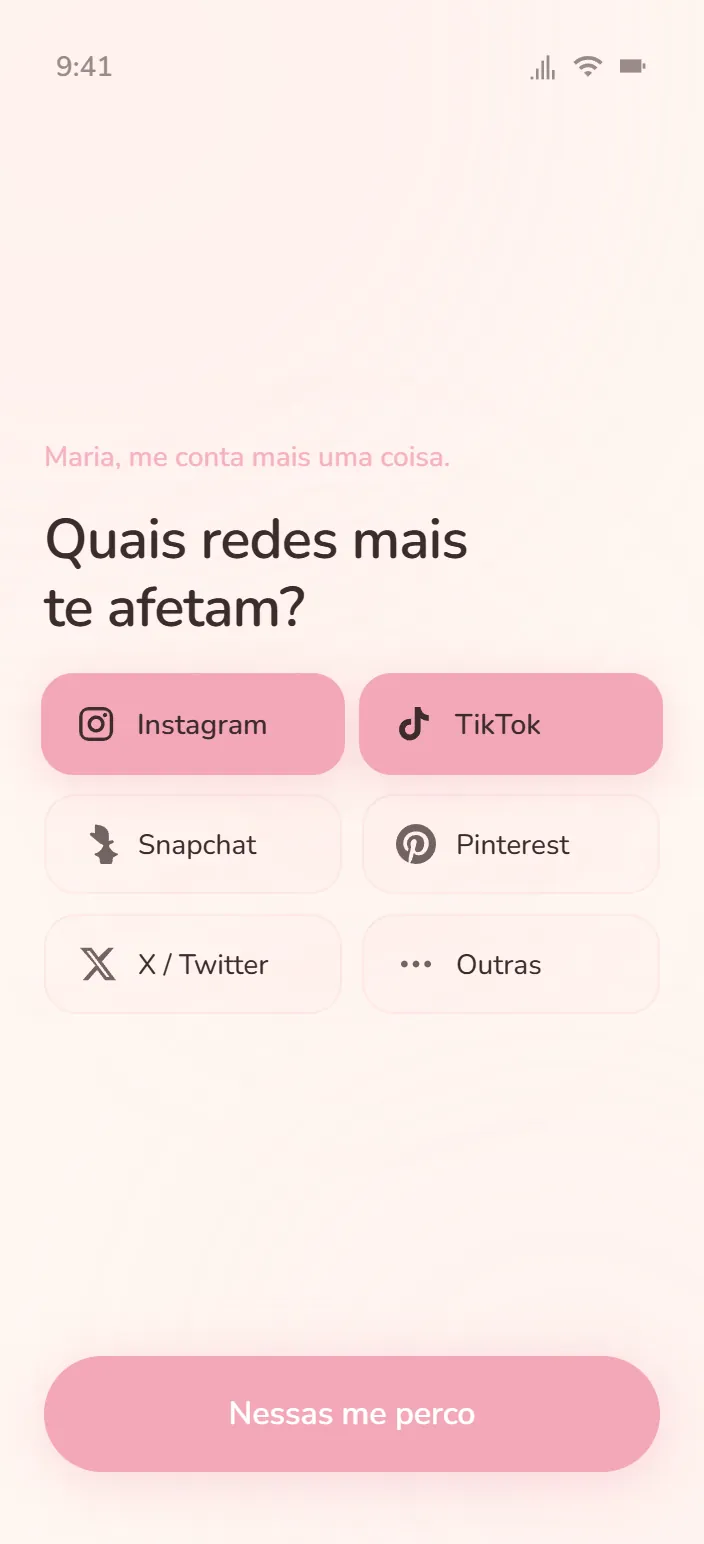 9:41
Maria, me conta mais uma coisa.
Quais redes mais
te afetam?
Instagram
TikTok
Snapchat
Pinterest
X / Twitter
Outras
Nessas me perco